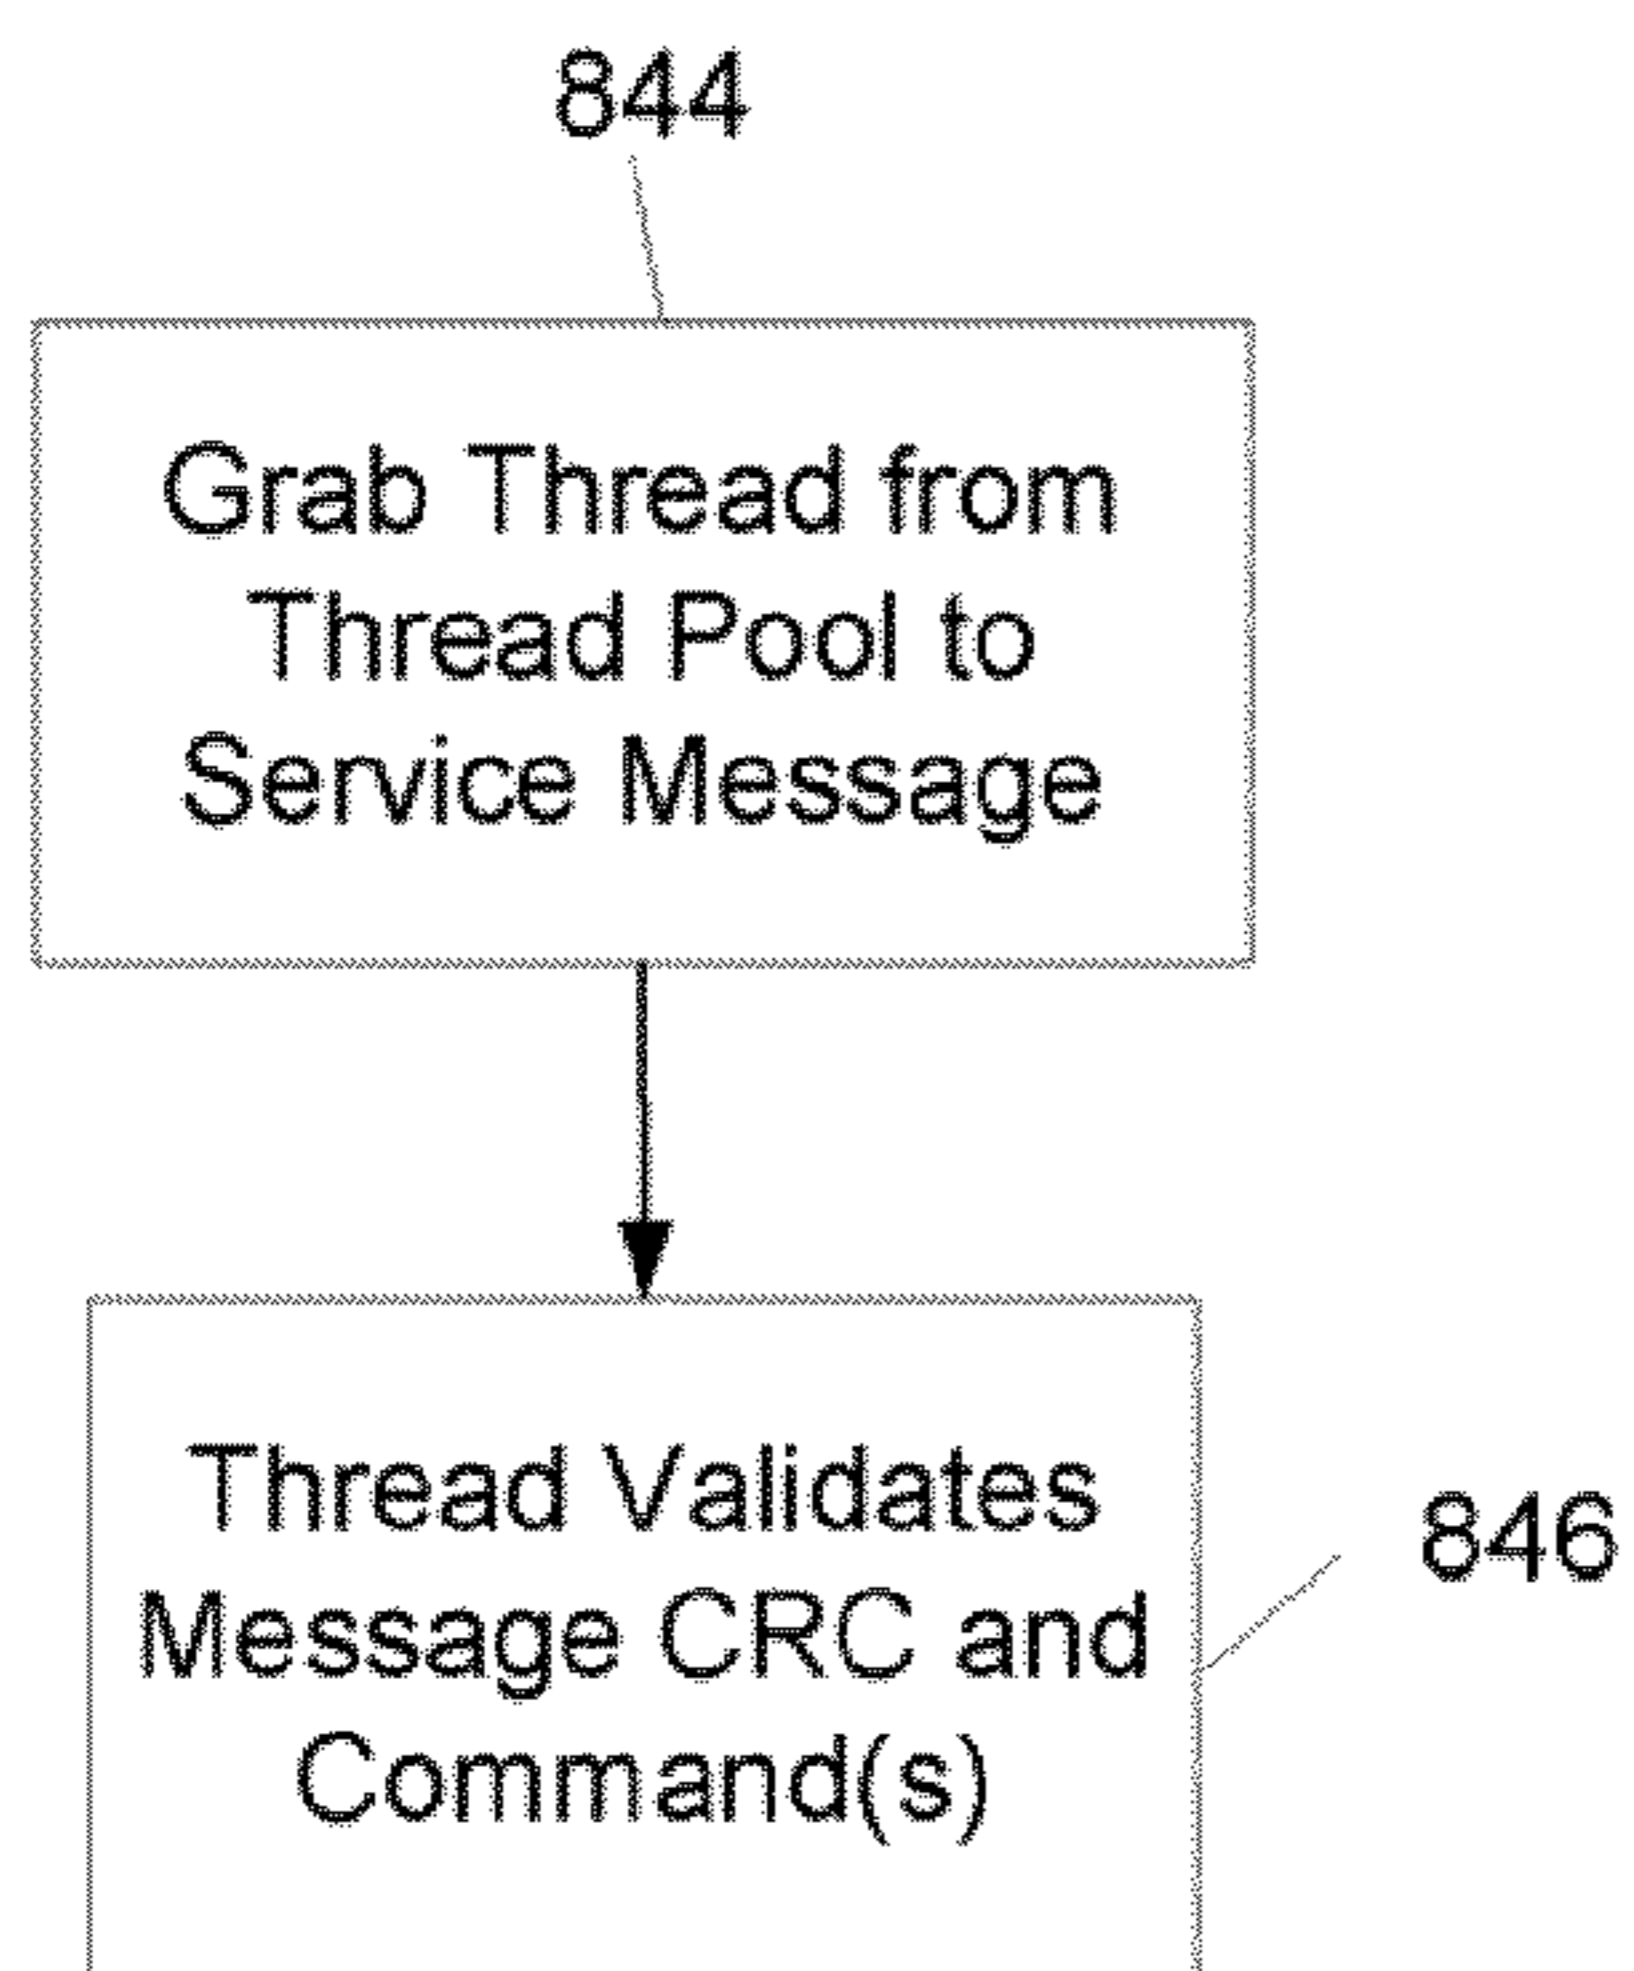 844
Grab Thread from
Thread Pool to
Service Message
Thread Validates
Message CRC and
Command(s)
846